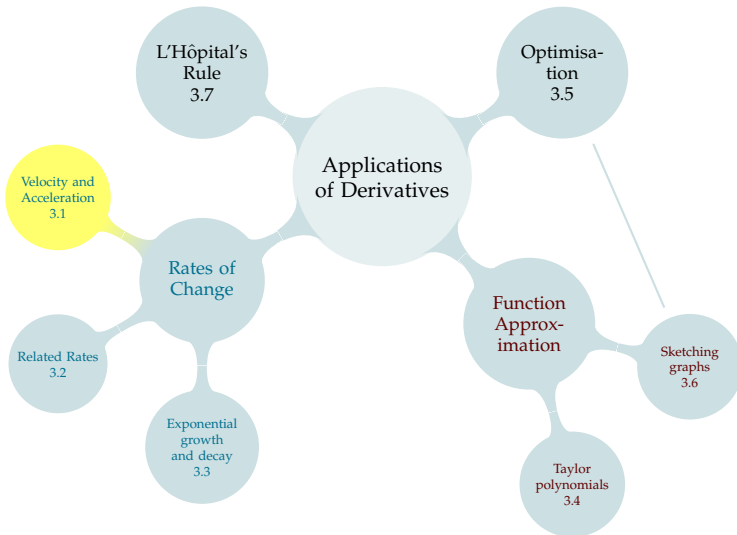 L'Hôpital's
Rule
3.7
Optimisa-
tion
3.5
Applications
of Derivatives
Velocity and
Acceleration
3.1
Rates of
Change
Function
Approx-
imation
Related Rates
3.2
Sketching
graphs
3.6
Exponential
growth
and decay
3.3
Taylor
polynomials
3.4